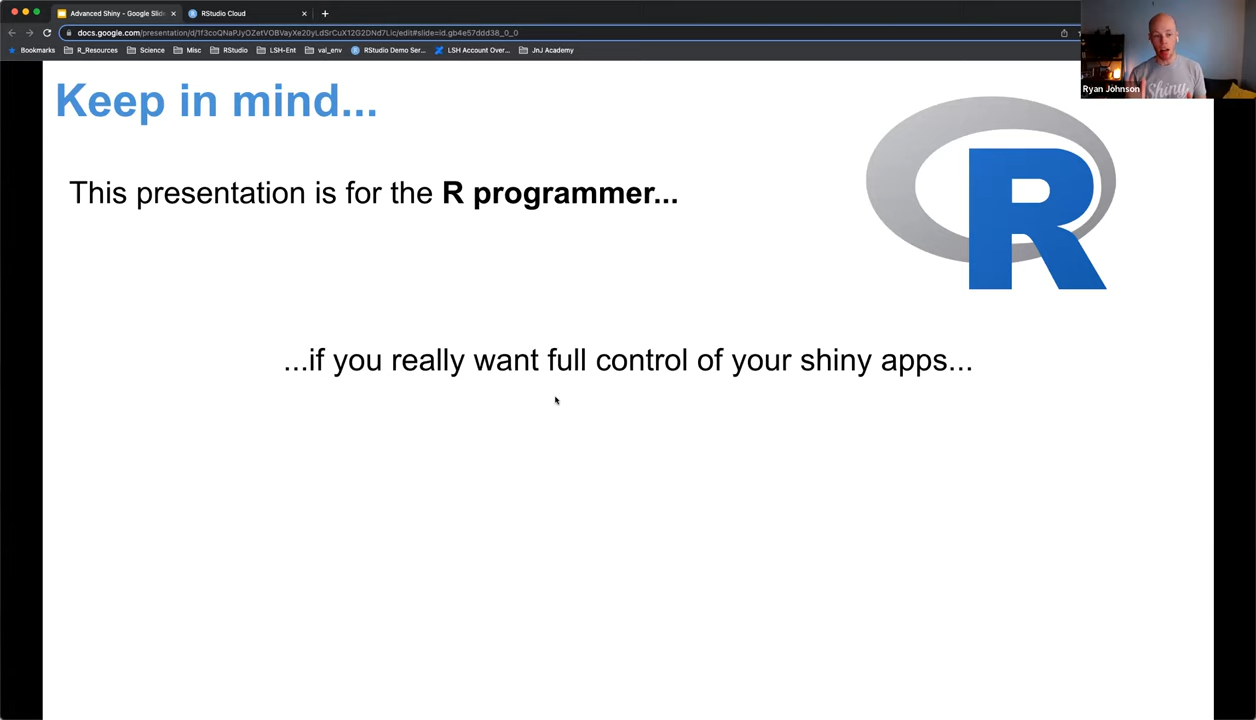 Advanced Shiny - Google Slid
RStudio Cloud
docs.google.com/presentation/d/1f3coQNaPJyOZetVOBVayXe20yLdSrCuX12G2DNd7Lic/edit#slide=id.gb4e57ddd38_0_0
Bookmarks R_Resources Science Misc RStudio LSH-Ent val_env RStudio Demo Ser... LSH Account Over... JnJ Academy
Shiny
Ryan Johnson
Keep in mind...
R
This presentation is for the R programmer...
...if you really want full control of your shiny apps...